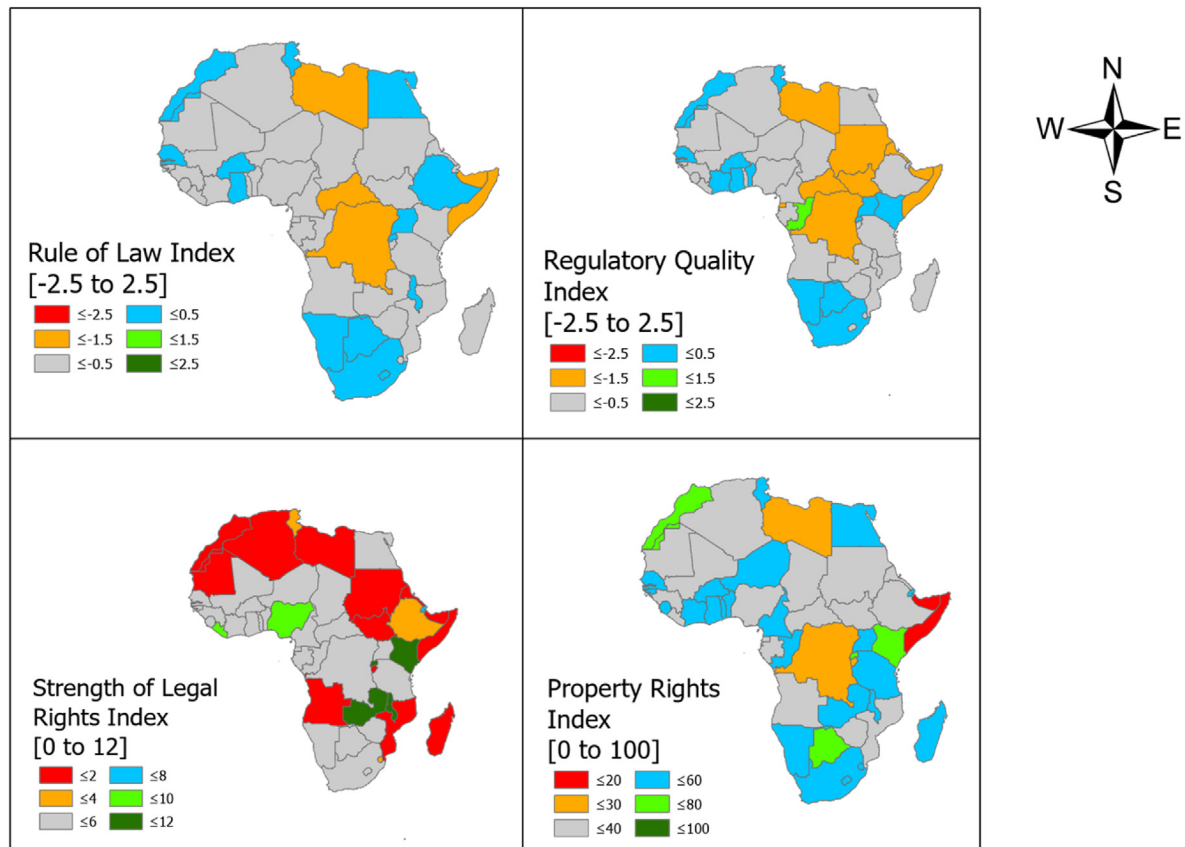 Rule of Law Index
[-2.5 to 2.5]
≤-2.5 ≤0.5
≤-1.5 ≤1.5
≤-0.5 ≤2.5
Regulatory Quality
Index
[-2.5 to 2.5]
≤-2.5 ≤0.5
≤-1.5 ≤1.5
≤-0.5 ≤2.5
N
W E
S
Strength of Legal
Rights Index
[0 to 12]
≤2 ≤8
≤4 ≤10
≤6 ≤12
Property Rights
Index
[0 to 100]
≤20 ≤60
≤30 ≤80
≤40 ≤100